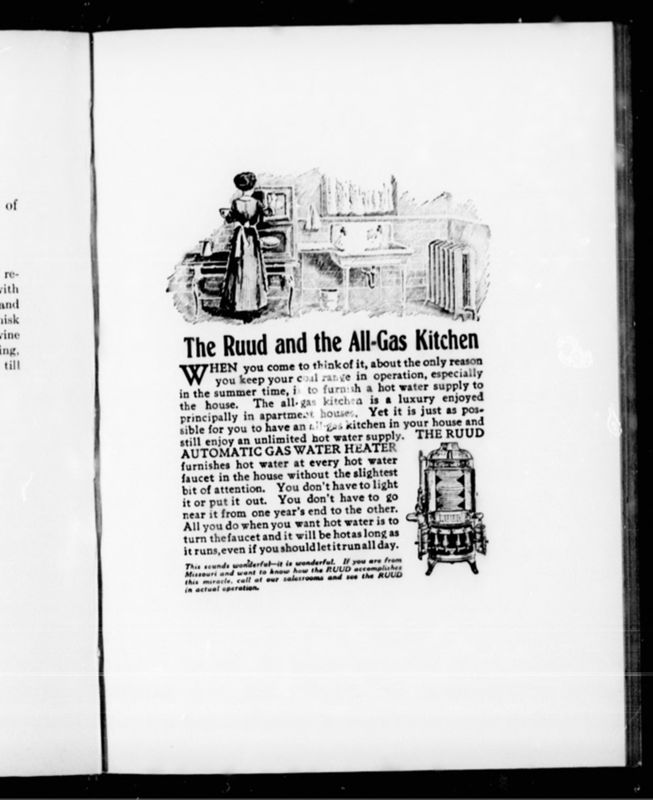 of
re-
with
and
hisk
vine
ing,
till
The Ruud and the All-Gas Kitchen
WHEN you come to think of it, about the only reason
you keep your coal range in operation, especially
in the summer time, is to furnish a hot water supply to
the house. The all-gas kitchen is a luxury enjoyed
principally in apartment houses. Yet it is just as pos-
sible for you to have an all-gas kitchen in your house and
still enjoy an unlimited hot water supply. THE RUUD
AUTOMATIC GAS WATER HEATER
furnishes hot water at every hot water
faucet in the house without the slightest
bit of attention. You don't have to light
it or put it out. You don't have to go
near it from one year's end to the other.
All you do when you want hot water is to
turn the faucet and it will be hot as long as
it runs, even if you should let it run all day.
This sounds wonderful—it is wonderful. If you are from
Missouri and want to know how the RUUD accomplishes
this miracle, call at our salesrooms and see the RUUD
in actual operation.
RUUD